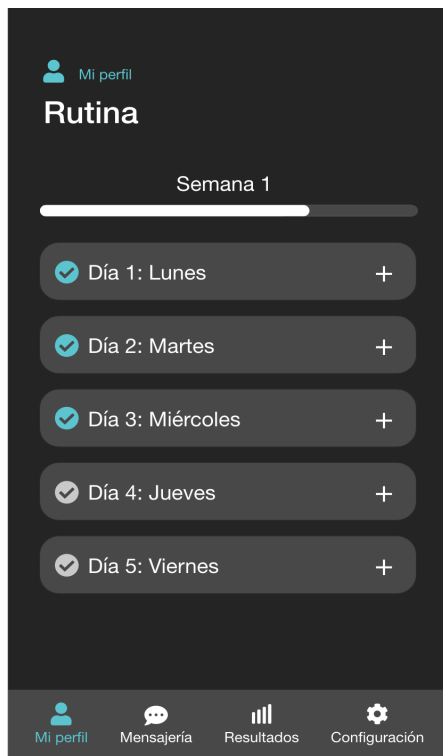 Mi perfil
Rutina
Semana 1
Día 1: Lunes
Día 2: Martes
Día 3: Miércoles
Día 4: Jueves
Día 5: Viernes
Mi perfil
Mensajería
Resultados
Configuración